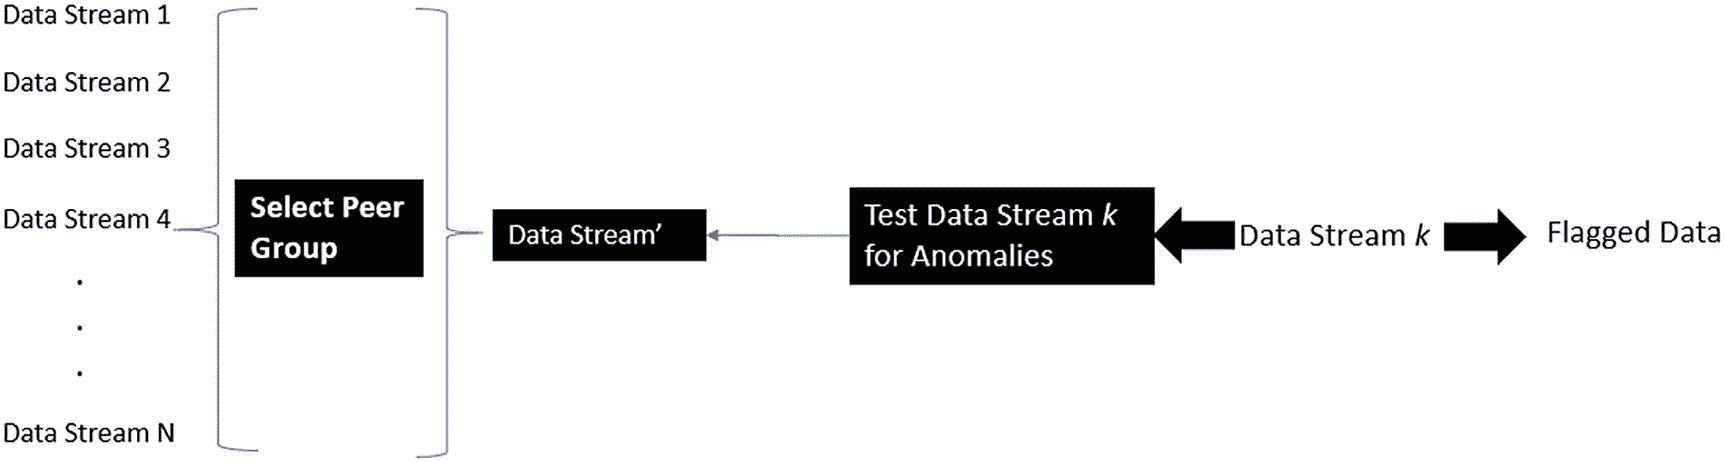 Data Stream 1
Data Stream 2
Data Stream 3
Data Stream 4
.
.
.
Data Stream N
Select Peer
Group
Data Stream’
Test Data Stream k
for Anomalies
Data Stream k
Flagged Data